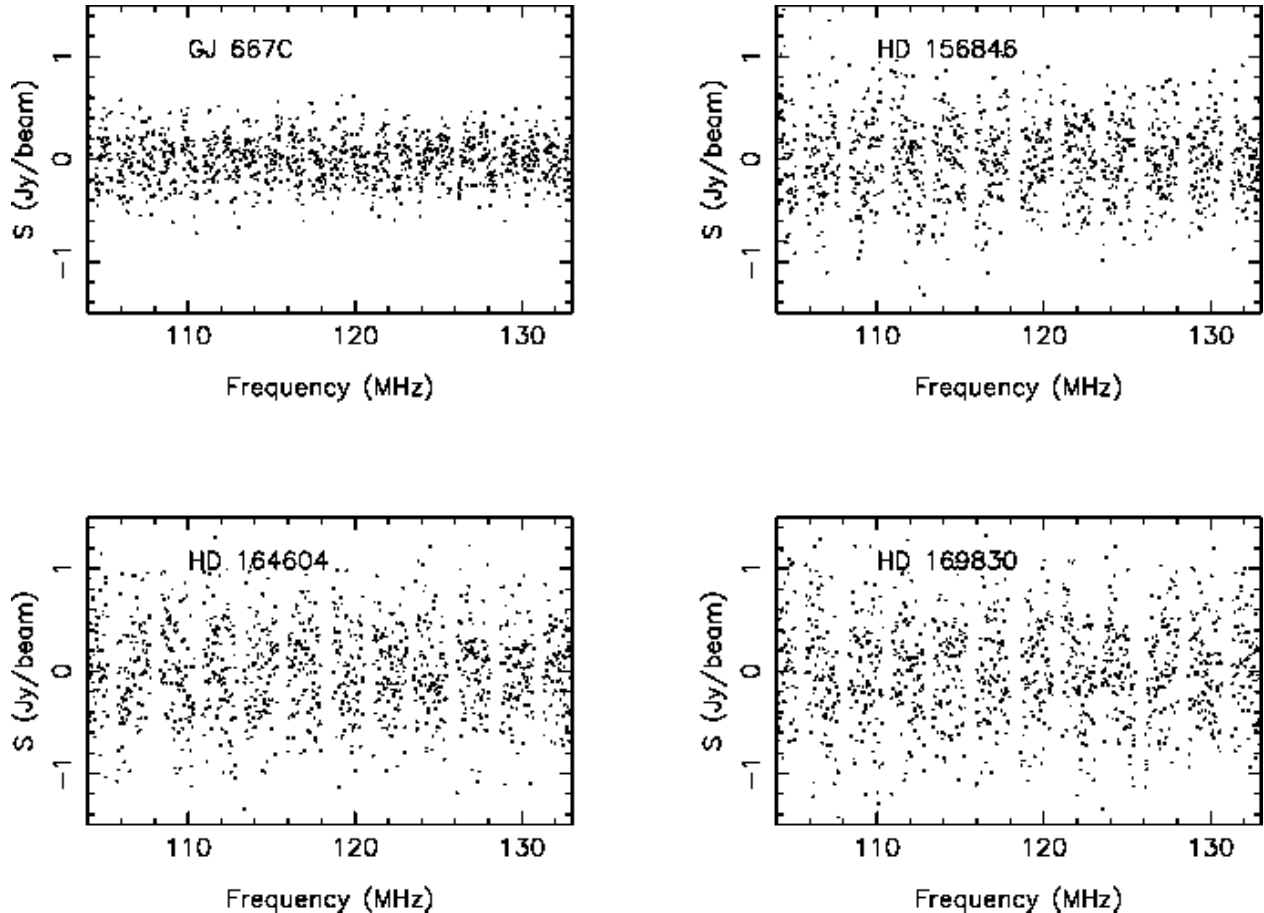 GJ 667C
S (Jy/beam)
1
0
−1
110 120 130
Frequency (MHz)
HD 156846
S (Jy/beam)
1
0
−1
110 120 130
Frequency (MHz)
HD 164604
S (Jy/beam)
1
0
−1
110 120 130
Frequency (MHz)
HD 169830
S (Jy/beam)
1
0
−1
110 120 130
Frequency (MHz)